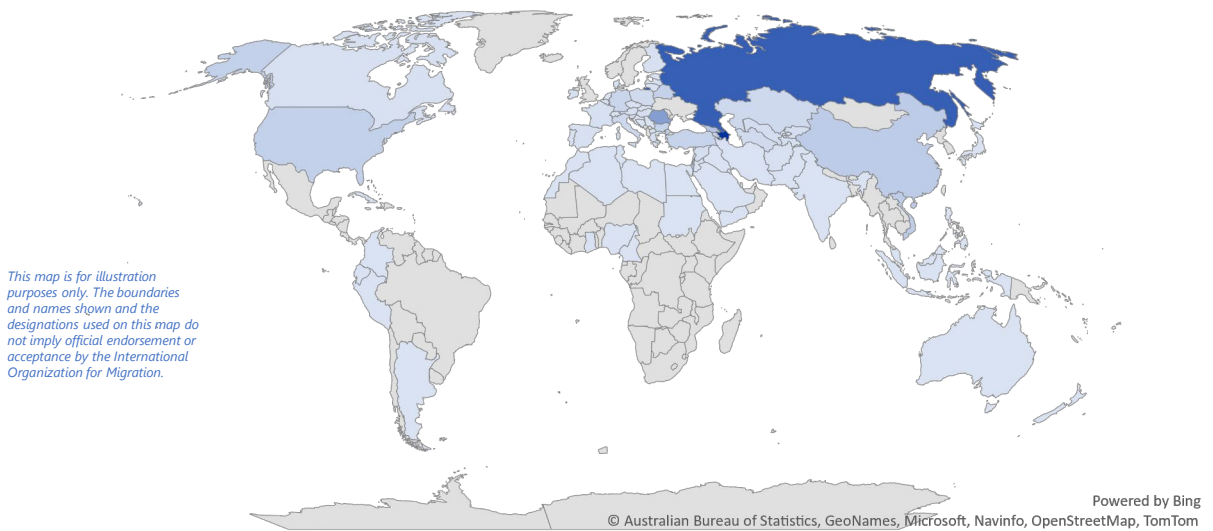 This map is for illustration
purposes only. The boundaries
and names shown and the
designations used on this map do
not imply official endorsement or
acceptance by the International
Organization for Migration.
Powered by Bing
© Australian Bureau of Statistics, GeoNames, Microsoft, Navinfo, OpenStreetMap, TomTom